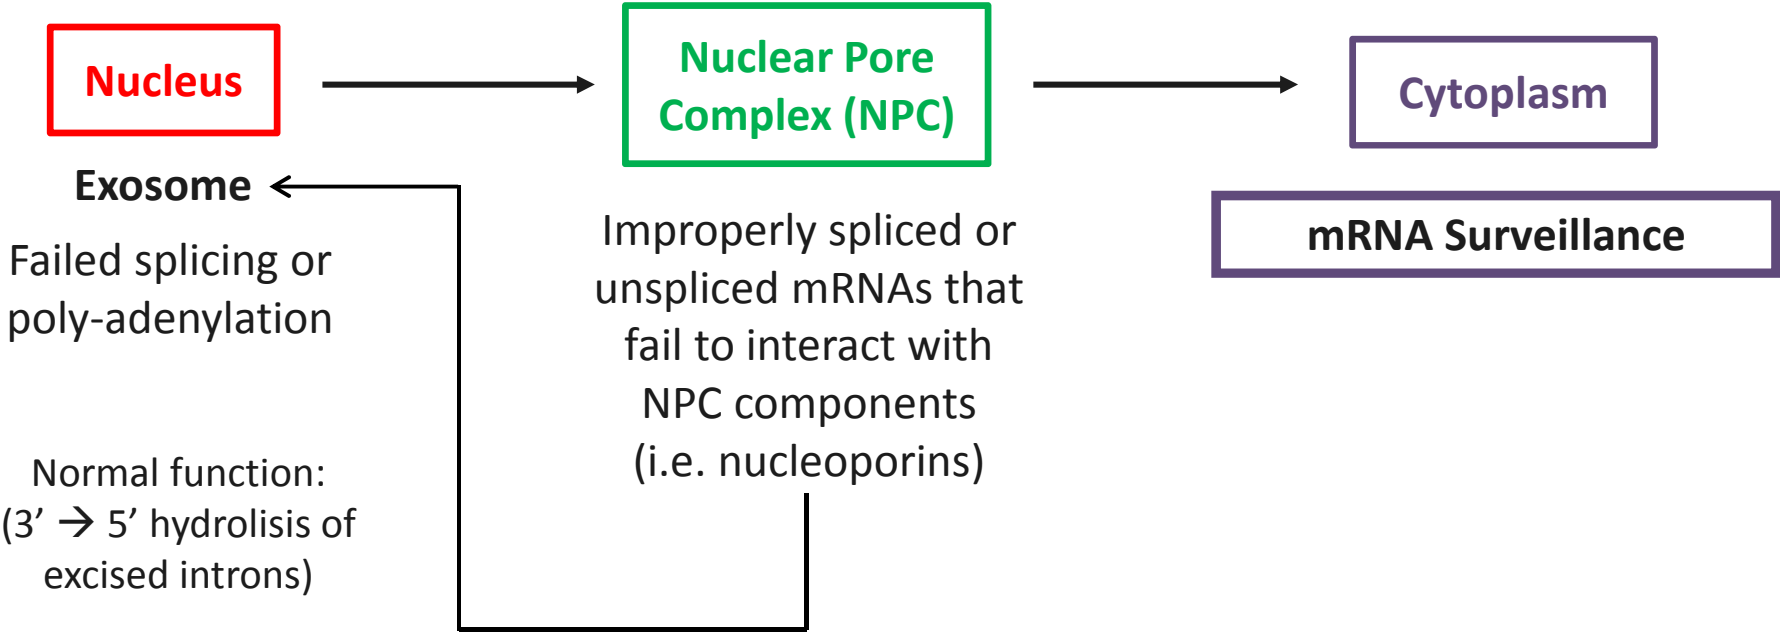 Nucleus
Nuclear Pore
Complex (NPC)
Cytoplasm
Exosome
Failed splicing or
poly-adenylation
Normal function:
(3’ → 5’ hydrolisis of
excised introns)
Improperly spliced or
unspliced mRNAs that
fail to interact with
NPC components
(i.e. nucleoporins)
mRNA Surveillance